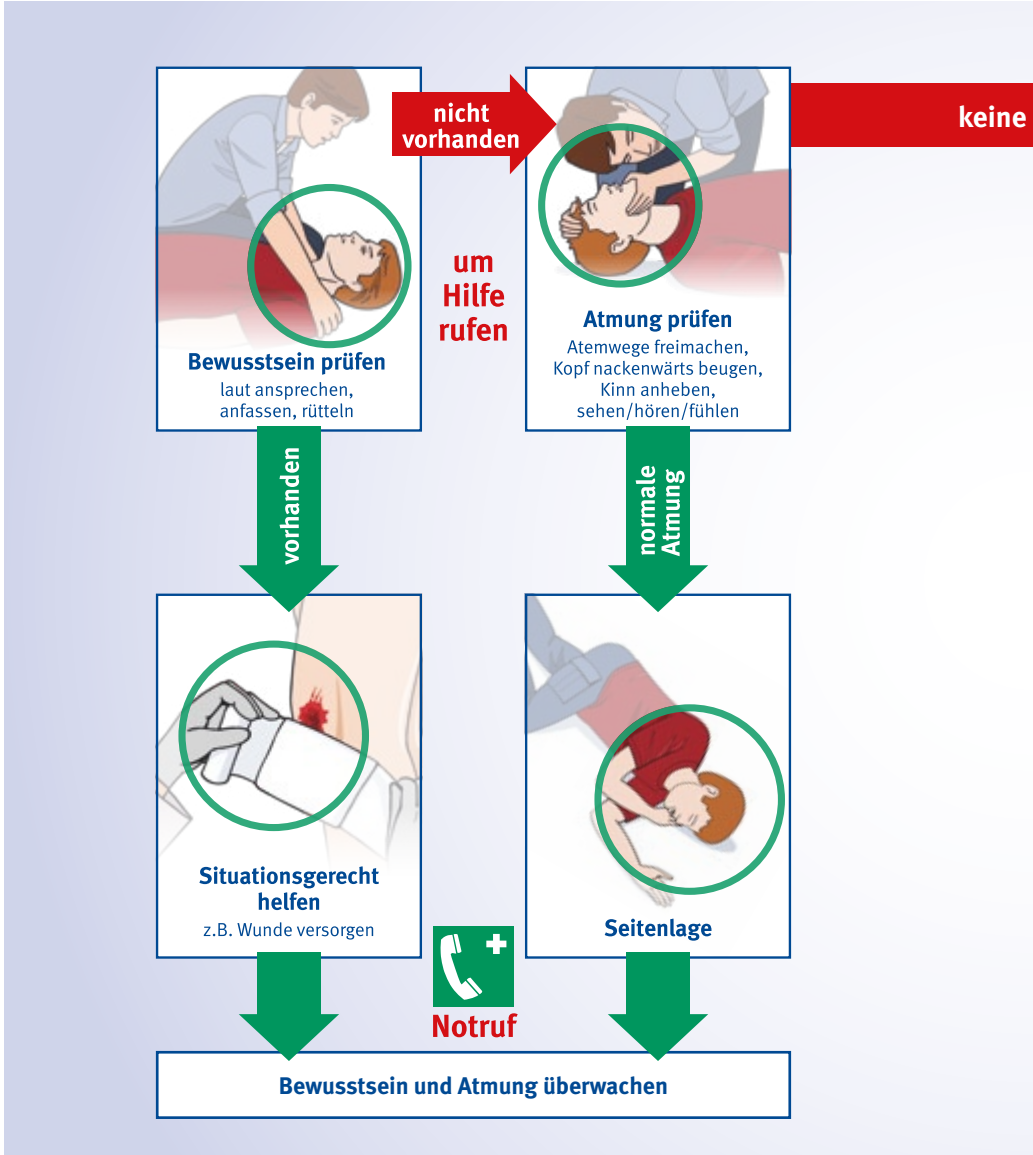 nicht
vorhanden
keine
um
Hilfe
rufen
Bewusstsein prüfen
laut ansprechen,
anfassen, rütteln
Atmung prüfen
Atemwege freimachen,
Kopf nackenwärts beugen,
Kinn anheben,
sehen/hören/fühlen
vorhanden
normale
Atmung
Situationsgerecht
helfen
z.B. Wunde versorgen
Seitenlage
Notruf
Bewusstsein und Atmung überwachen